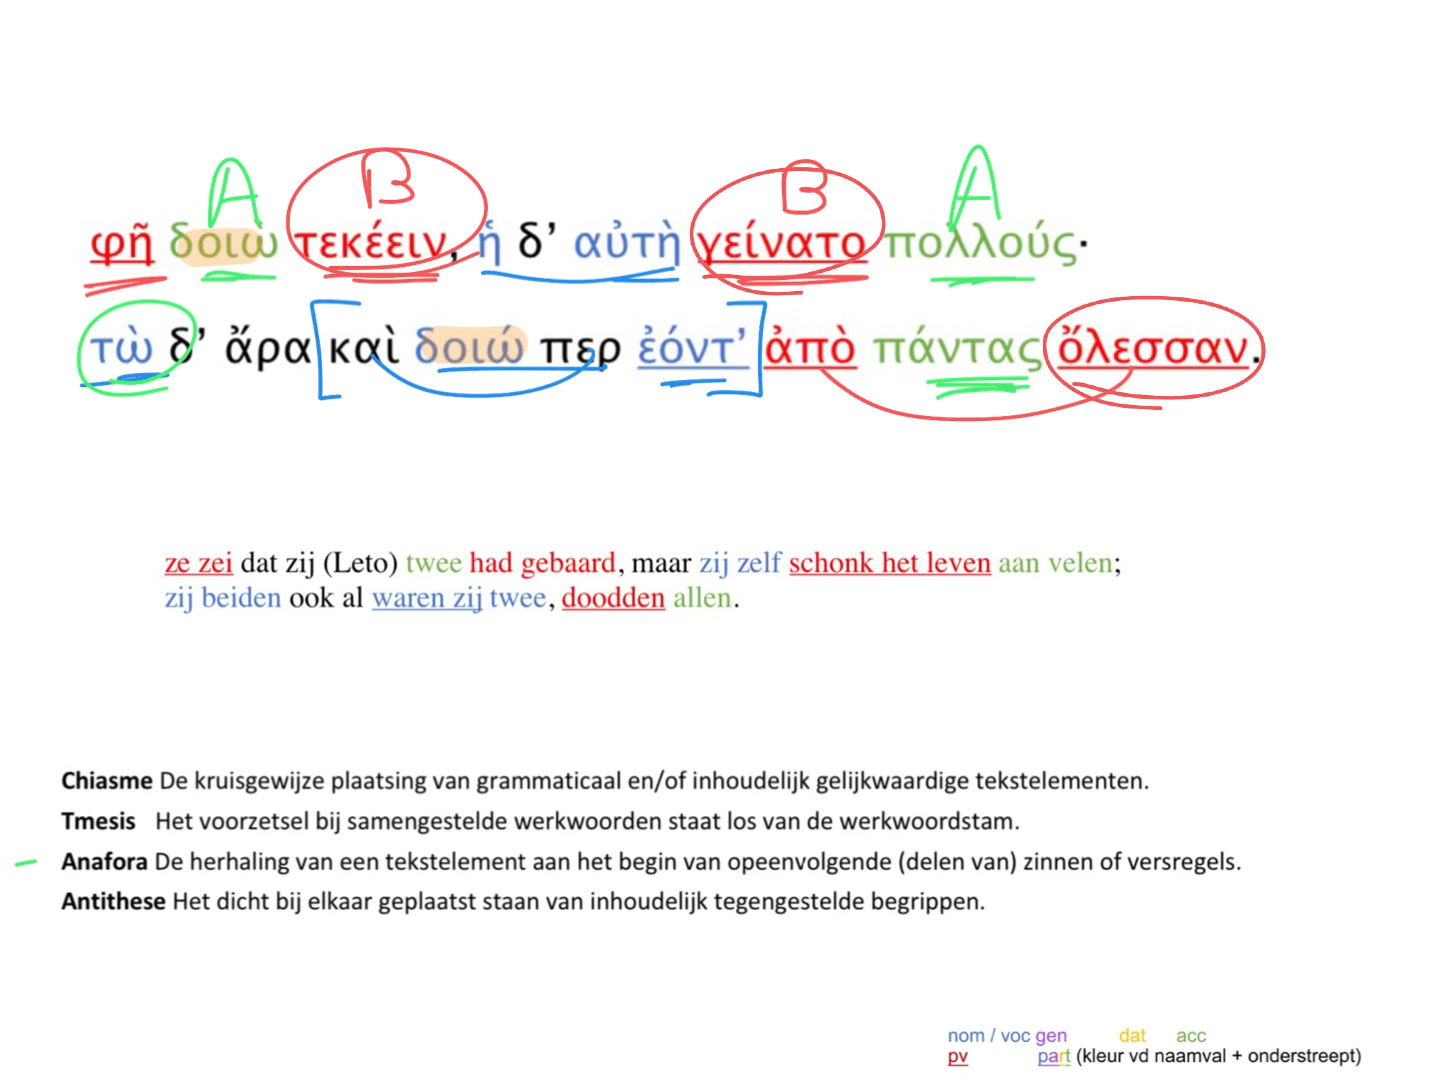 A B B A
φῆ δοιὼ τεκέειν, ἡ δ’ αὐτὴ γείνατο πολλούς·
τὼ δ’ ἄρα καὶ δοιώ περ ἐόντ’ ἀπὸ πάντας ὄλεσσαν.
ze zei dat zij (Leto) twee had gebaard, maar zij zelf schonk het leven aan velen;
zij beiden ook al waren zij twee, doodden allen.
Chiasme De kruisgewijze plaatsing van grammaticaal en/of inhoudelijk gelijkwaardige tekstelementen.
Tmesis Het voorzetsel bij samengestelde werkwoorden staat los van de werkwoordstam.
Anafora De herhaling van een tekstelement aan het begin van opeenvolgende (delen van) zinnen of versregels.
Antithese Het dicht bij elkaar geplaatst staan van inhoudelijk tegengestelde begrippen.
nom / voc gen dat acc
pv part (kleur vd naamval + onderstreept)